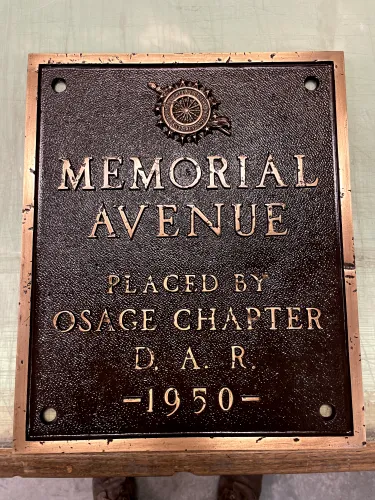 MEMORIAL
AVENUE
PLACED BY
OSAGE CHAPTER
D. A. R.
-1950-